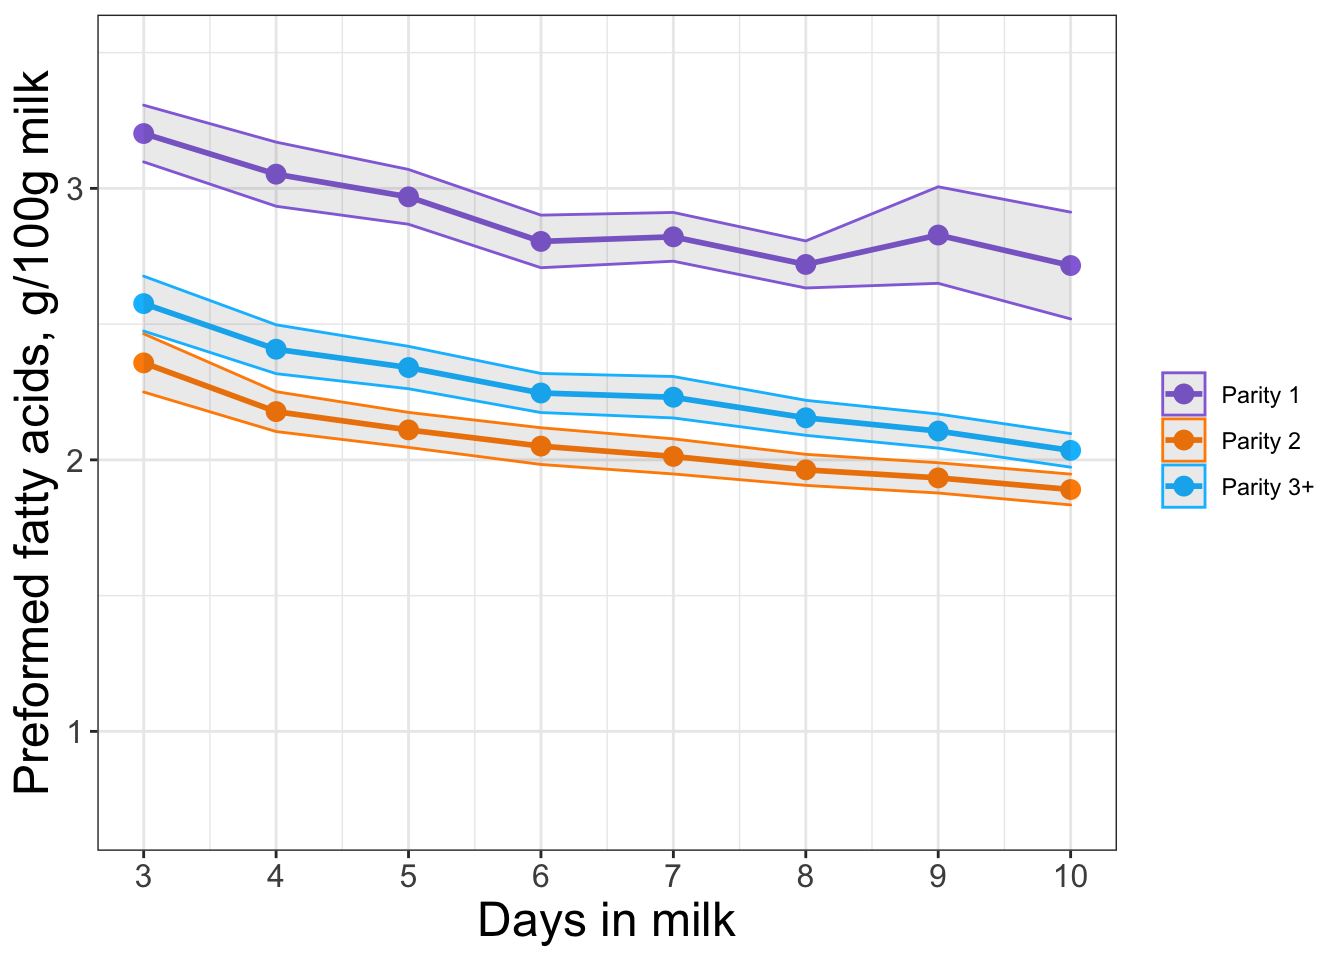 Preformed fatty acids, g/100g milk
3
2
1
3 4 5 6 7 8 9 10
Days in milk
Parity 1
Parity 2
Parity 3+